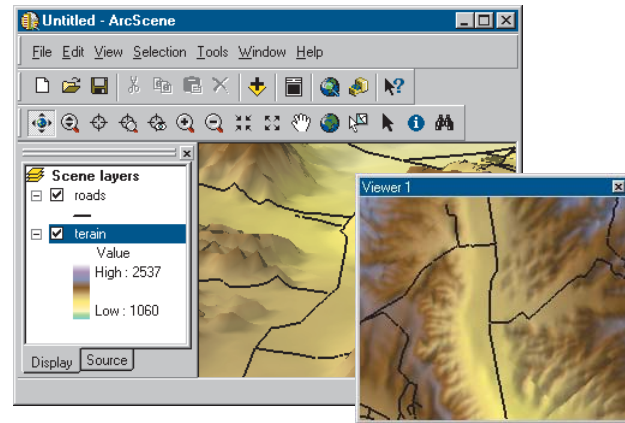 Untitled - ArcScene
File Edit View Selection Tools Window Help
Scene layers
roads
terain
Value
High : 2537
Low : 1060
Display Source
Viewer 1